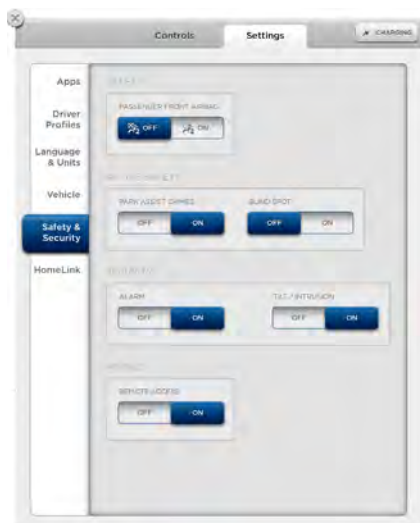 Controls
Settings
CHARGING
Apps
PASSENGER FRONT AIRBAG
Driver
Profiles
OFF
ON
Language
& Units
Vehicle
PARK ASSIST CHIMES
BLIND SPOT
OFF
ON
OFF
ON
Safety &
Security
HomeLink
ALARM
TILT/INTRUSION
OFF
ON
OFF
ON
REMOTE ACCESS
OFF
ON